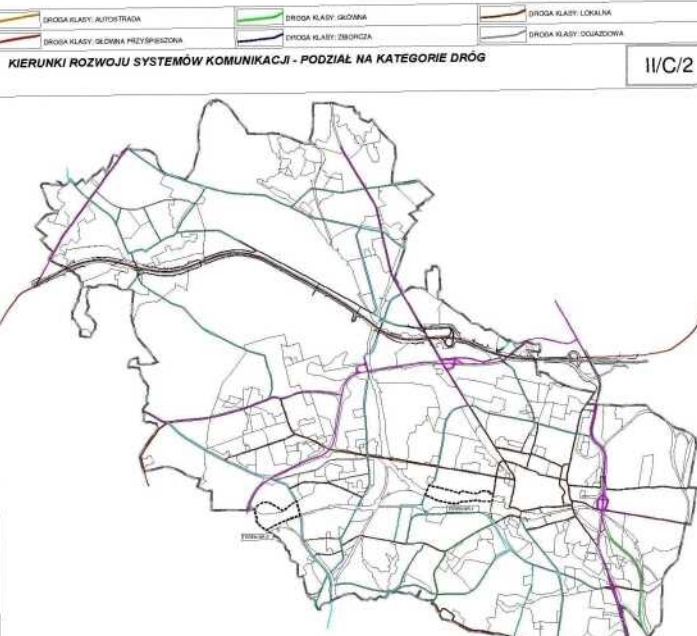 DROGA KLASY: AUTOSTRADA
DROGA KLASY: GŁÓWNA
DROGA KLASY: LOKALNA
DROGA KLASY: GŁÓWNA PRZYŚPIESZONA
DROGA KLASY: ZBIORCZA
DROGA KLASY: DOJAZDOWA
KIERUNKI ROZWOJU SYSTEMÓW KOMUNIKACJI - PODZIAŁ NA KATEGORIE DRÓG
II/C/2